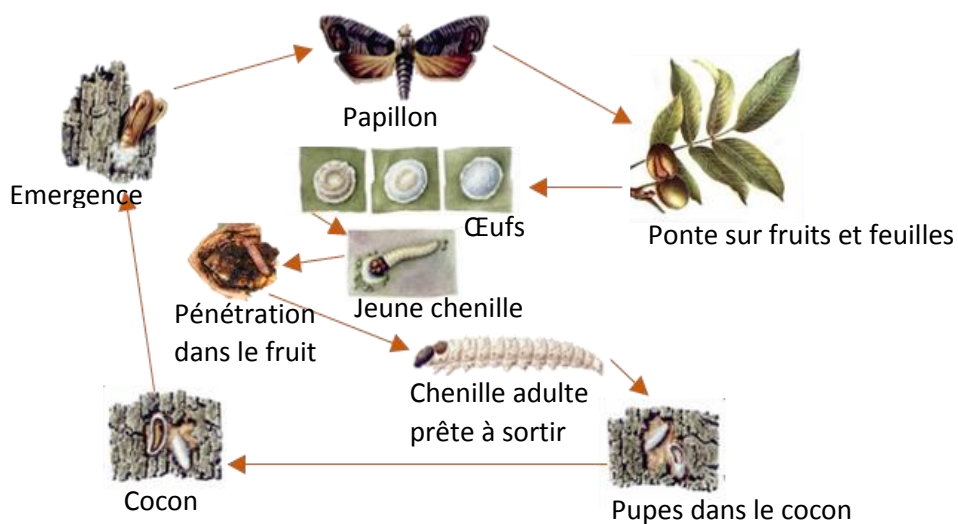 Papillon
Emergence
Œufs
Ponte sur fruits et feuilles
Jeune chenille
Pénétration
dans le fruit
Chenille adulte
prête à sortir
Cocon
Pupes dans le cocon